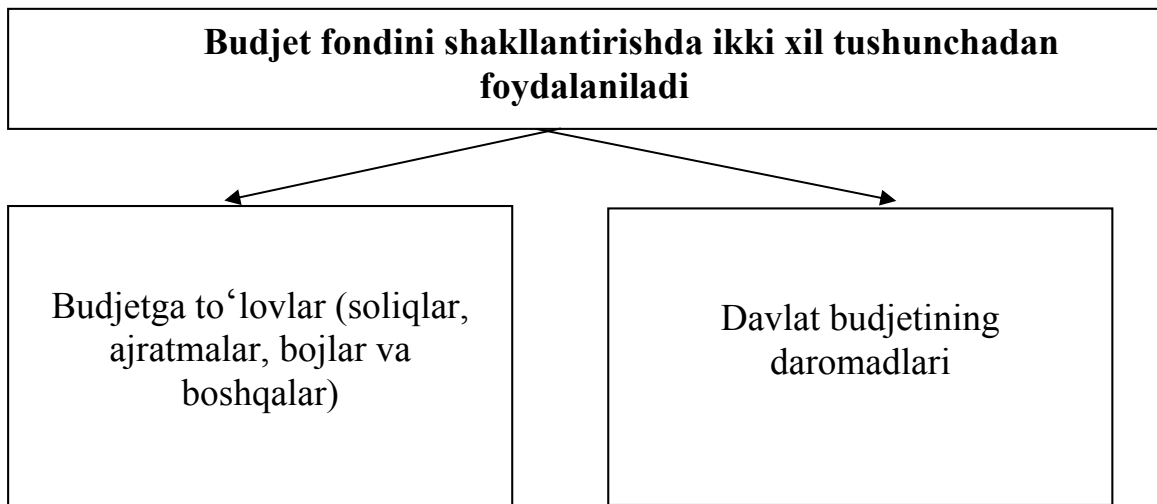 Budjet fondini shakllantirishda ikki xil tushunchadan
foydalaniladi
Budjetga to‘lovlar (soliqlar,
ajratmalar, bojlar va
boshqalar)
Davlat budjetining
daromadlari